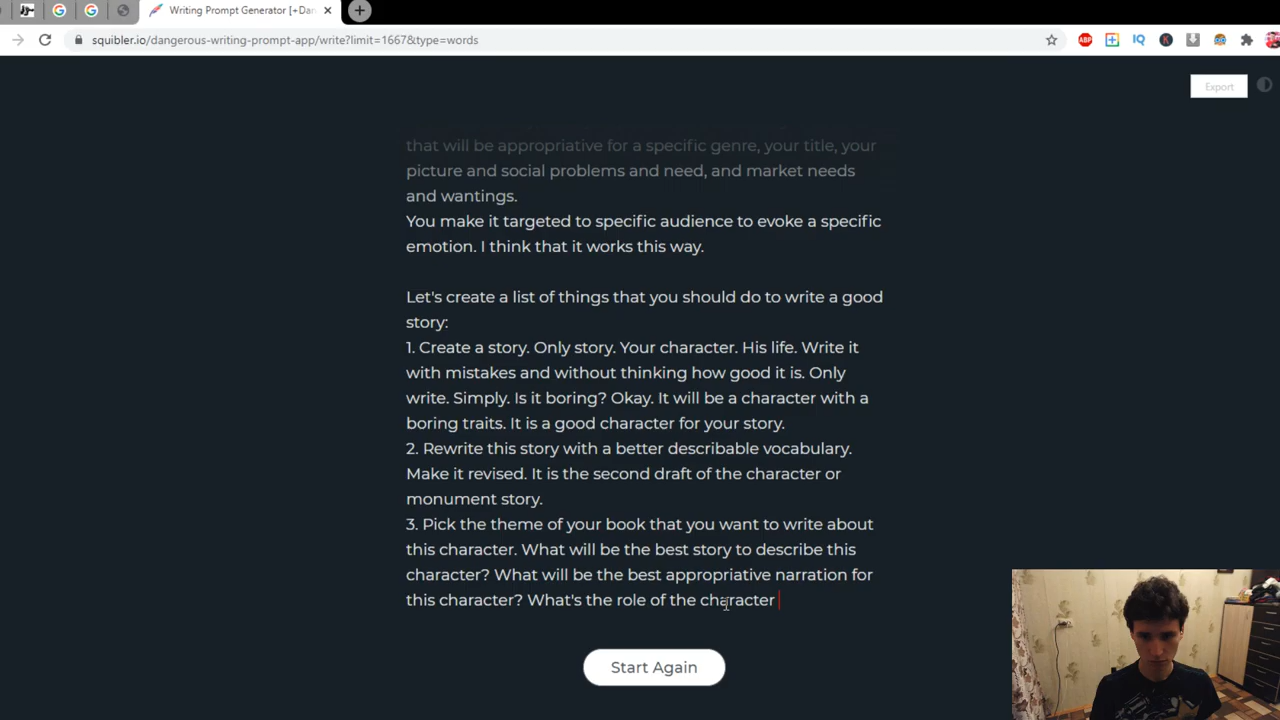 Writing Prompt Generator [+Dan
squibler.io/dangerous-writing-prompt-app/write?limit=1667&type=words
ABP
IQ
K
Export
that will be appropriative for a specific genre, your title, your
picture and social problems and need, and market needs
and wantings.
You make it targeted to specific audience to evoke a specific
emotion. I think that it works this way.
Let's create a list of things that you should do to write a good
story:
1. Create a story. Only story. Your character. His life. Write it
with mistakes and without thinking how good it is. Only
write. Simply. Is it boring? Okay. It will be a character with a
boring traits. It is a good character for your story.
2. Rewrite this story with a better describable vocabulary.
Make it revised. It is the second draft of the character or
monument story.
3. Pick the theme of your book that you want to write about
this character. What will be the best story to describe this
character? What will be the best appropriative narration for
this character? What's the role of the character
Start Again